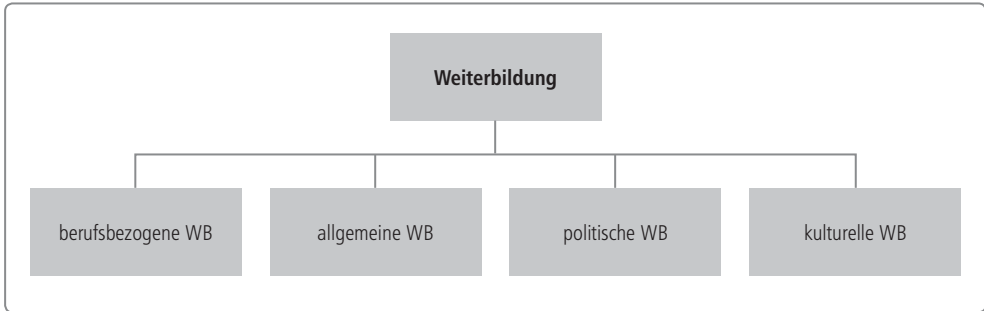 Weiterbildung
berufsbezogene WB
allgemeine WB
politische WB
kulturelle WB